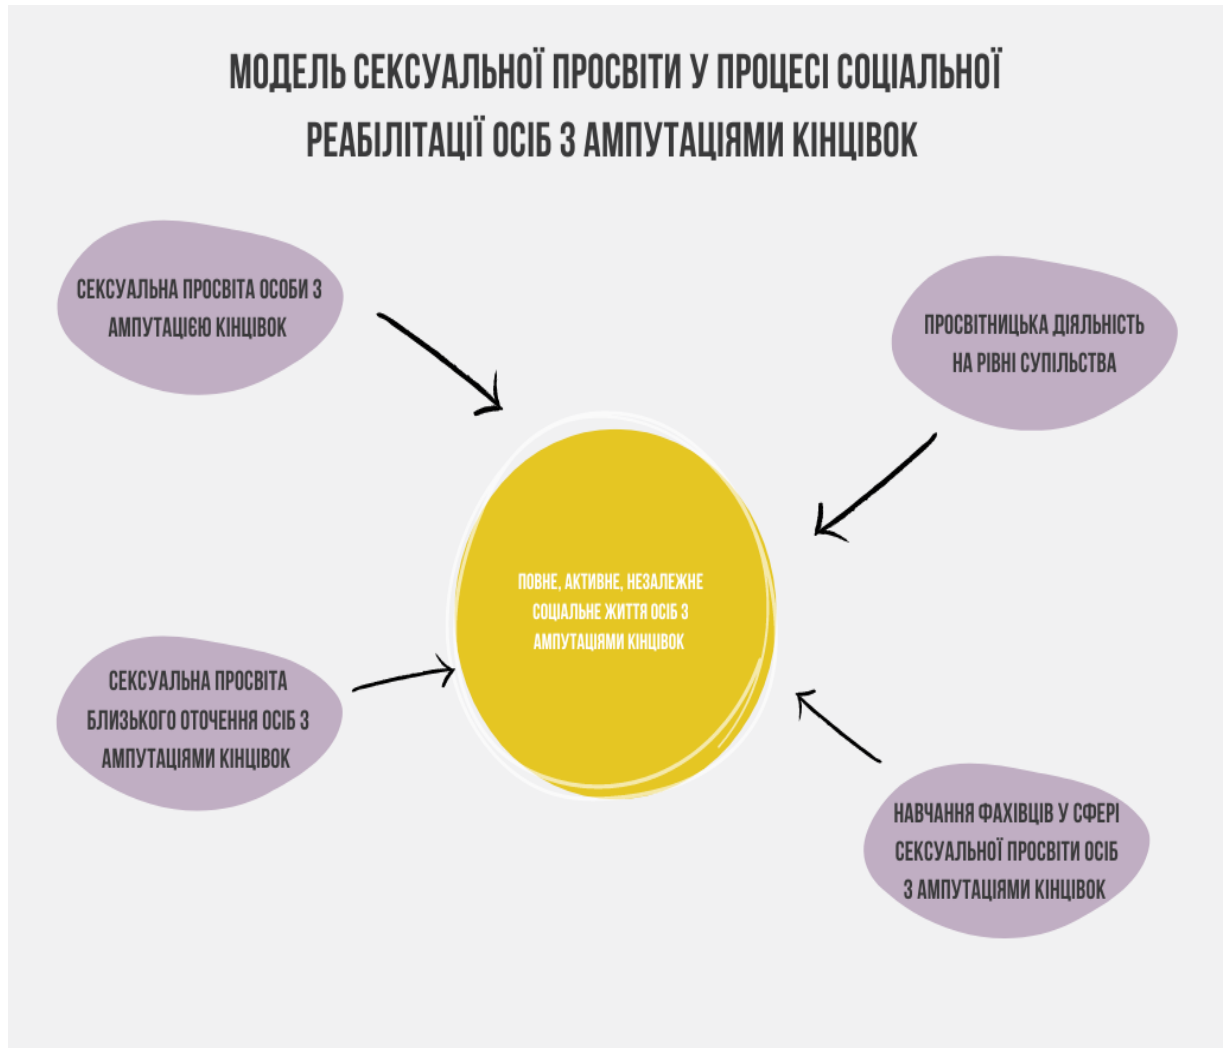 МОДЕЛЬ СЕКСУАЛЬНОЇ ПРОСВІТИ У ПРОЦЕСІ СОЦІАЛЬНОЇ
РЕАБІЛІТАЦІЇ ОСІБ З АМПУТАЦІЯМИ КІНЦІВОК
СЕКСУАЛЬНА ПРОСВІТА ОСОБИ З
АМПУТАЦІЄЮ КІНЦІВОК
ПРОСВІТНИЦЬКА ДІЯЛЬНІСТЬ
НА РІВНІ СУПІЛЬСТВА
ПОВНЕ, АКТИВНЕ, НЕЗАЛЕЖНЕ
СОЦІАЛЬНЕ ЖИТТЯ ОСІБ З
АМПУТАЦІЯМИ КІНЦІВОК
СЕКСУАЛЬНА ПРОСВІТА
БЛИЗЬКОГО ОТОЧЕННЯ ОСІБ З
АМПУТАЦІЯМИ КІНЦІВОК
НАВЧАННЯ ФАХІВЦІВ У СФЕРІ
СЕКСУАЛЬНОЇ ПРОСВІТИ ОСІБ
З АМПУТАЦІЯМИ КІНЦІВОК